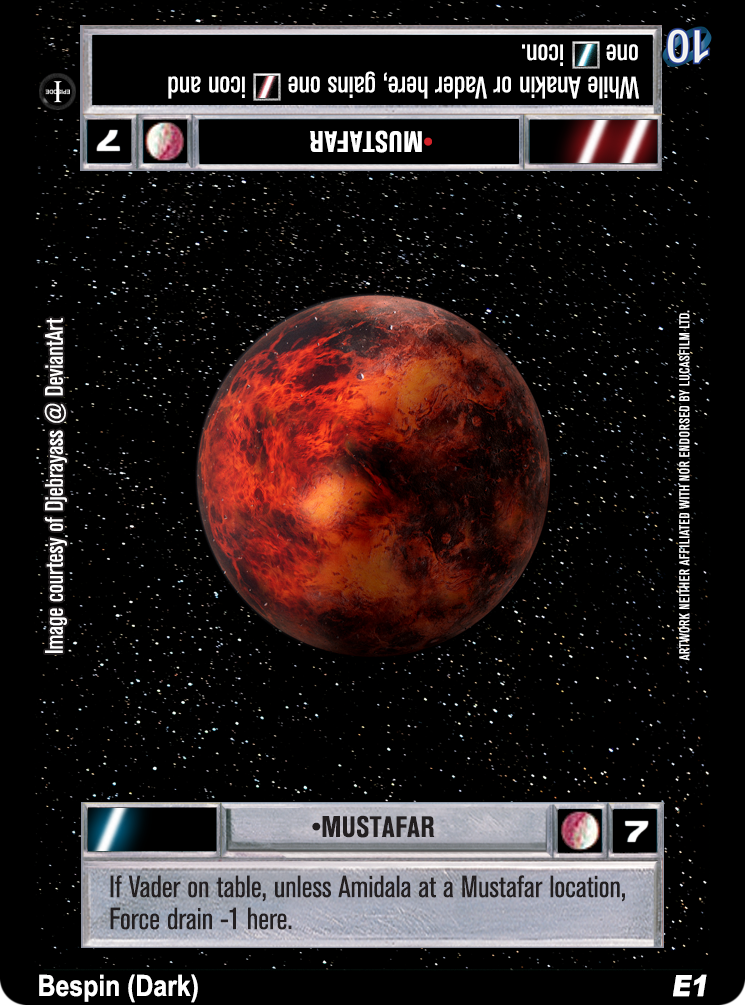 10
EPISODE
I
7
•MUSTAFAR
While Anakin or Vader here, gains one icon and
one icon.
Image courtesy of Djebrayass @ DeviantArt
ARTWORK NEITHER AFFILIATED WITH NOR ENDORSED BY LUCASFILM LTD.
•MUSTAFAR
7
If Vader on table, unless Amidala at a Mustafar location,
Force drain -1 here.
Bespin (Dark)
E1